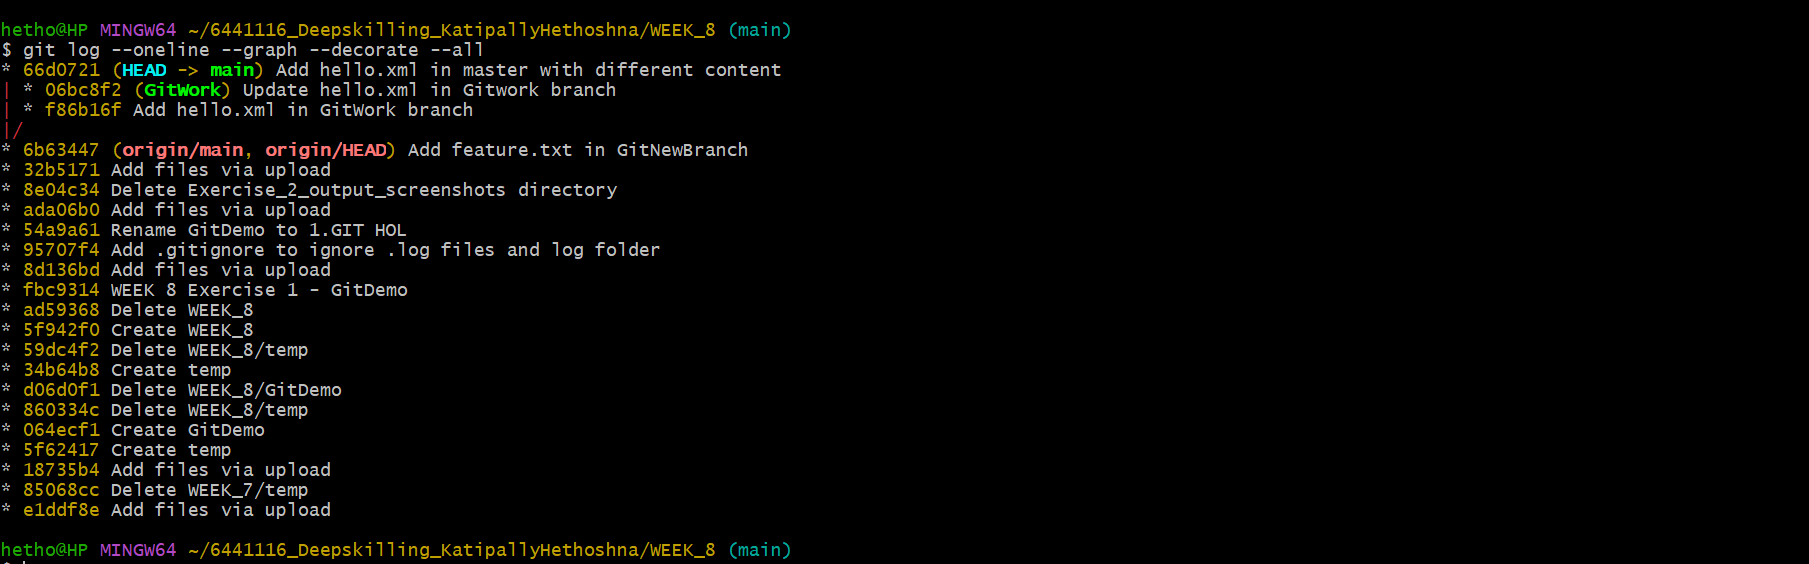 hetho@HP MINGW64 ~/6441116_Deepskilling_KatipallyHethoshna/WEEK_8 (main)
$ git log --oneline --graph --decorate --all
* 66d0721 (HEAD -> main) Add hello.xml in master with different content
| * 06bc8f2 (GitWork) Update hello.xml in Gitwork branch
| * f86b16f Add hello.xml in GitWork branch
|/
* 6b63447 (origin/main, origin/HEAD) Add feature.txt in GitNewBranch
* 32b5171 Add files via upload
* 8e04c34 Delete Exercise_2_output_screenshots directory
* ada06b0 Add files via upload
* 54a9a61 Rename GitDemo to 1.GIT HOL
* 95707f4 Add .gitignore to ignore .log files and log folder
* 8d136bd Add files via upload
* fbc9314 WEEK 8 Exercise 1 - GitDemo
* ad59368 Delete WEEK_8
* 5f942f0 Create WEEK_8
* 59dc4f2 Delete WEEK_8/temp
* 34b64b8 Create temp
* d06d0f1 Delete WEEK_8/GitDemo
* 860334c Delete WEEK_8/temp
* 064ecf1 Create GitDemo
* 5f62417 Create temp
* 18735b4 Add files via upload
* 85068cc Delete WEEK_7/temp
* e1ddf8e Add files via upload
hetho@HP MINGW64 ~/6441116_Deepskilling_KatipallyHethoshna/WEEK_8 (main)